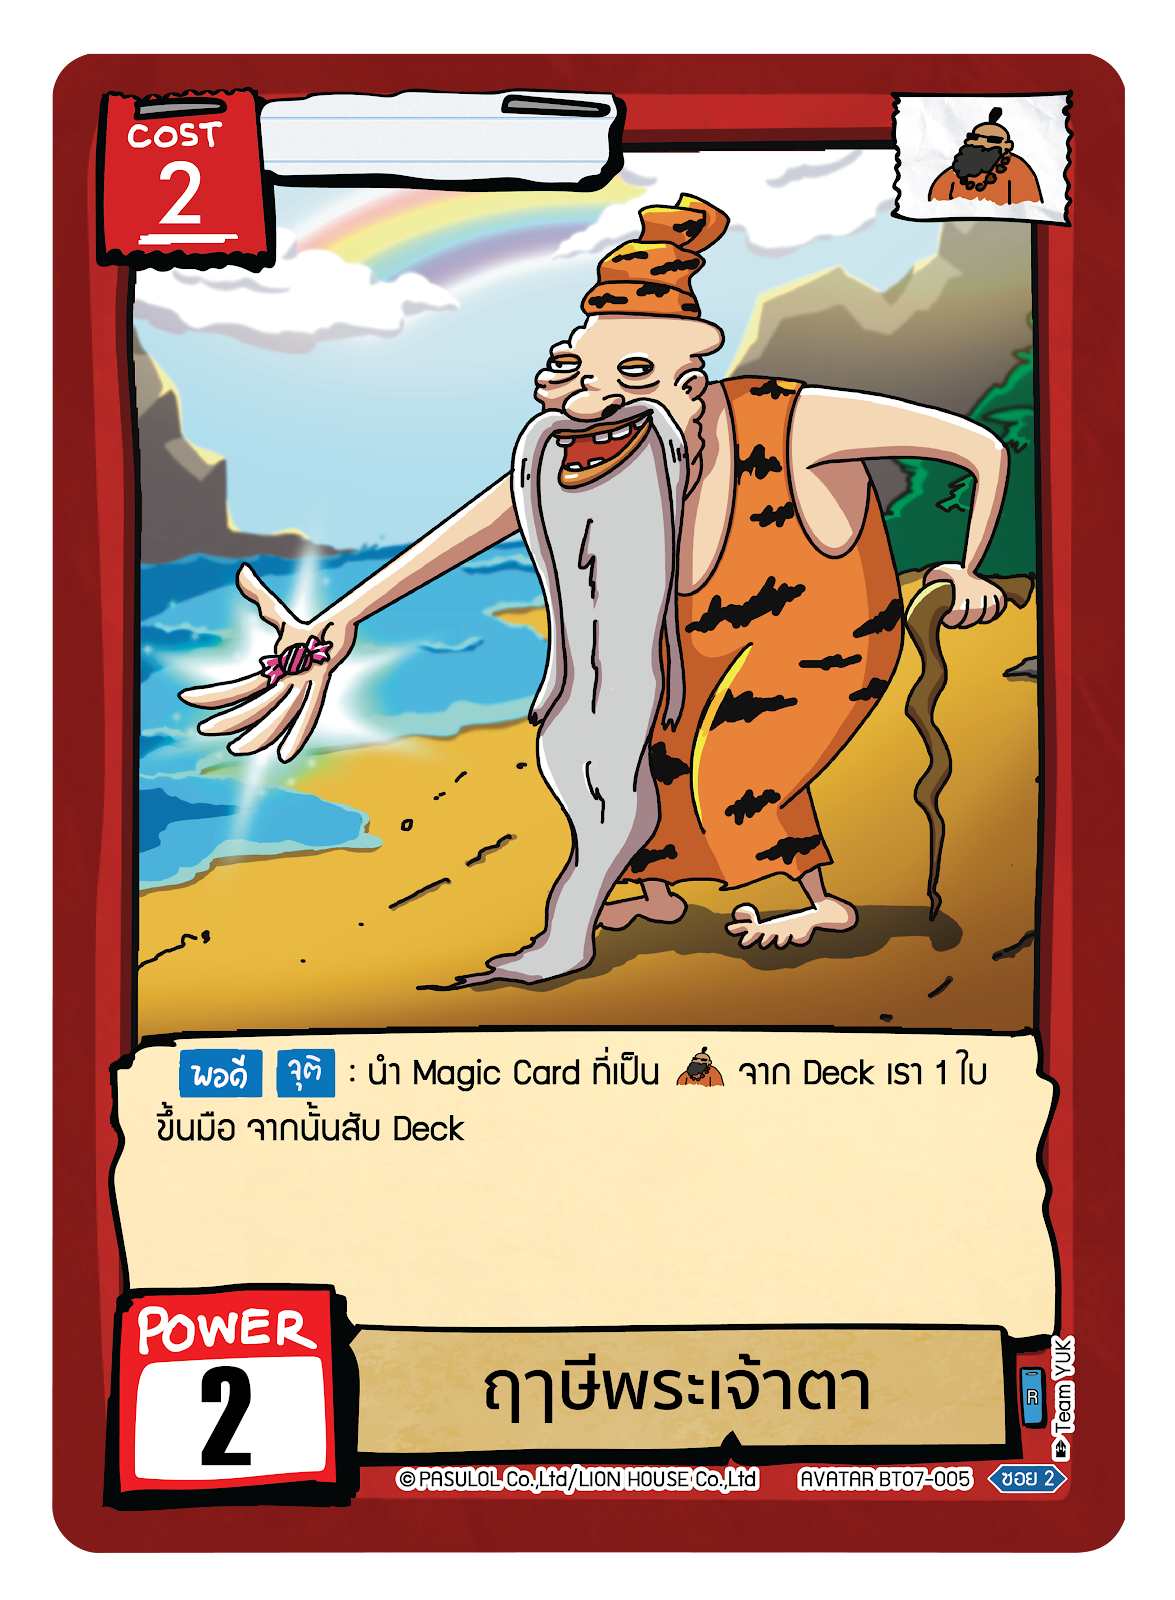 COST
2
พอดี จุติ : นำ Magic Card ที่เป็น จาก Deck เรา 1 ใบ
ขึ้นมือ จากนั้นสับ Deck
POWER
2
ฤๅษีพระเจ้าตา
R
Team YUK
© PASULOL Co.,Ltd/LION HOUSE Co.,Ltd AVATAR BT07-005 ซอย 2